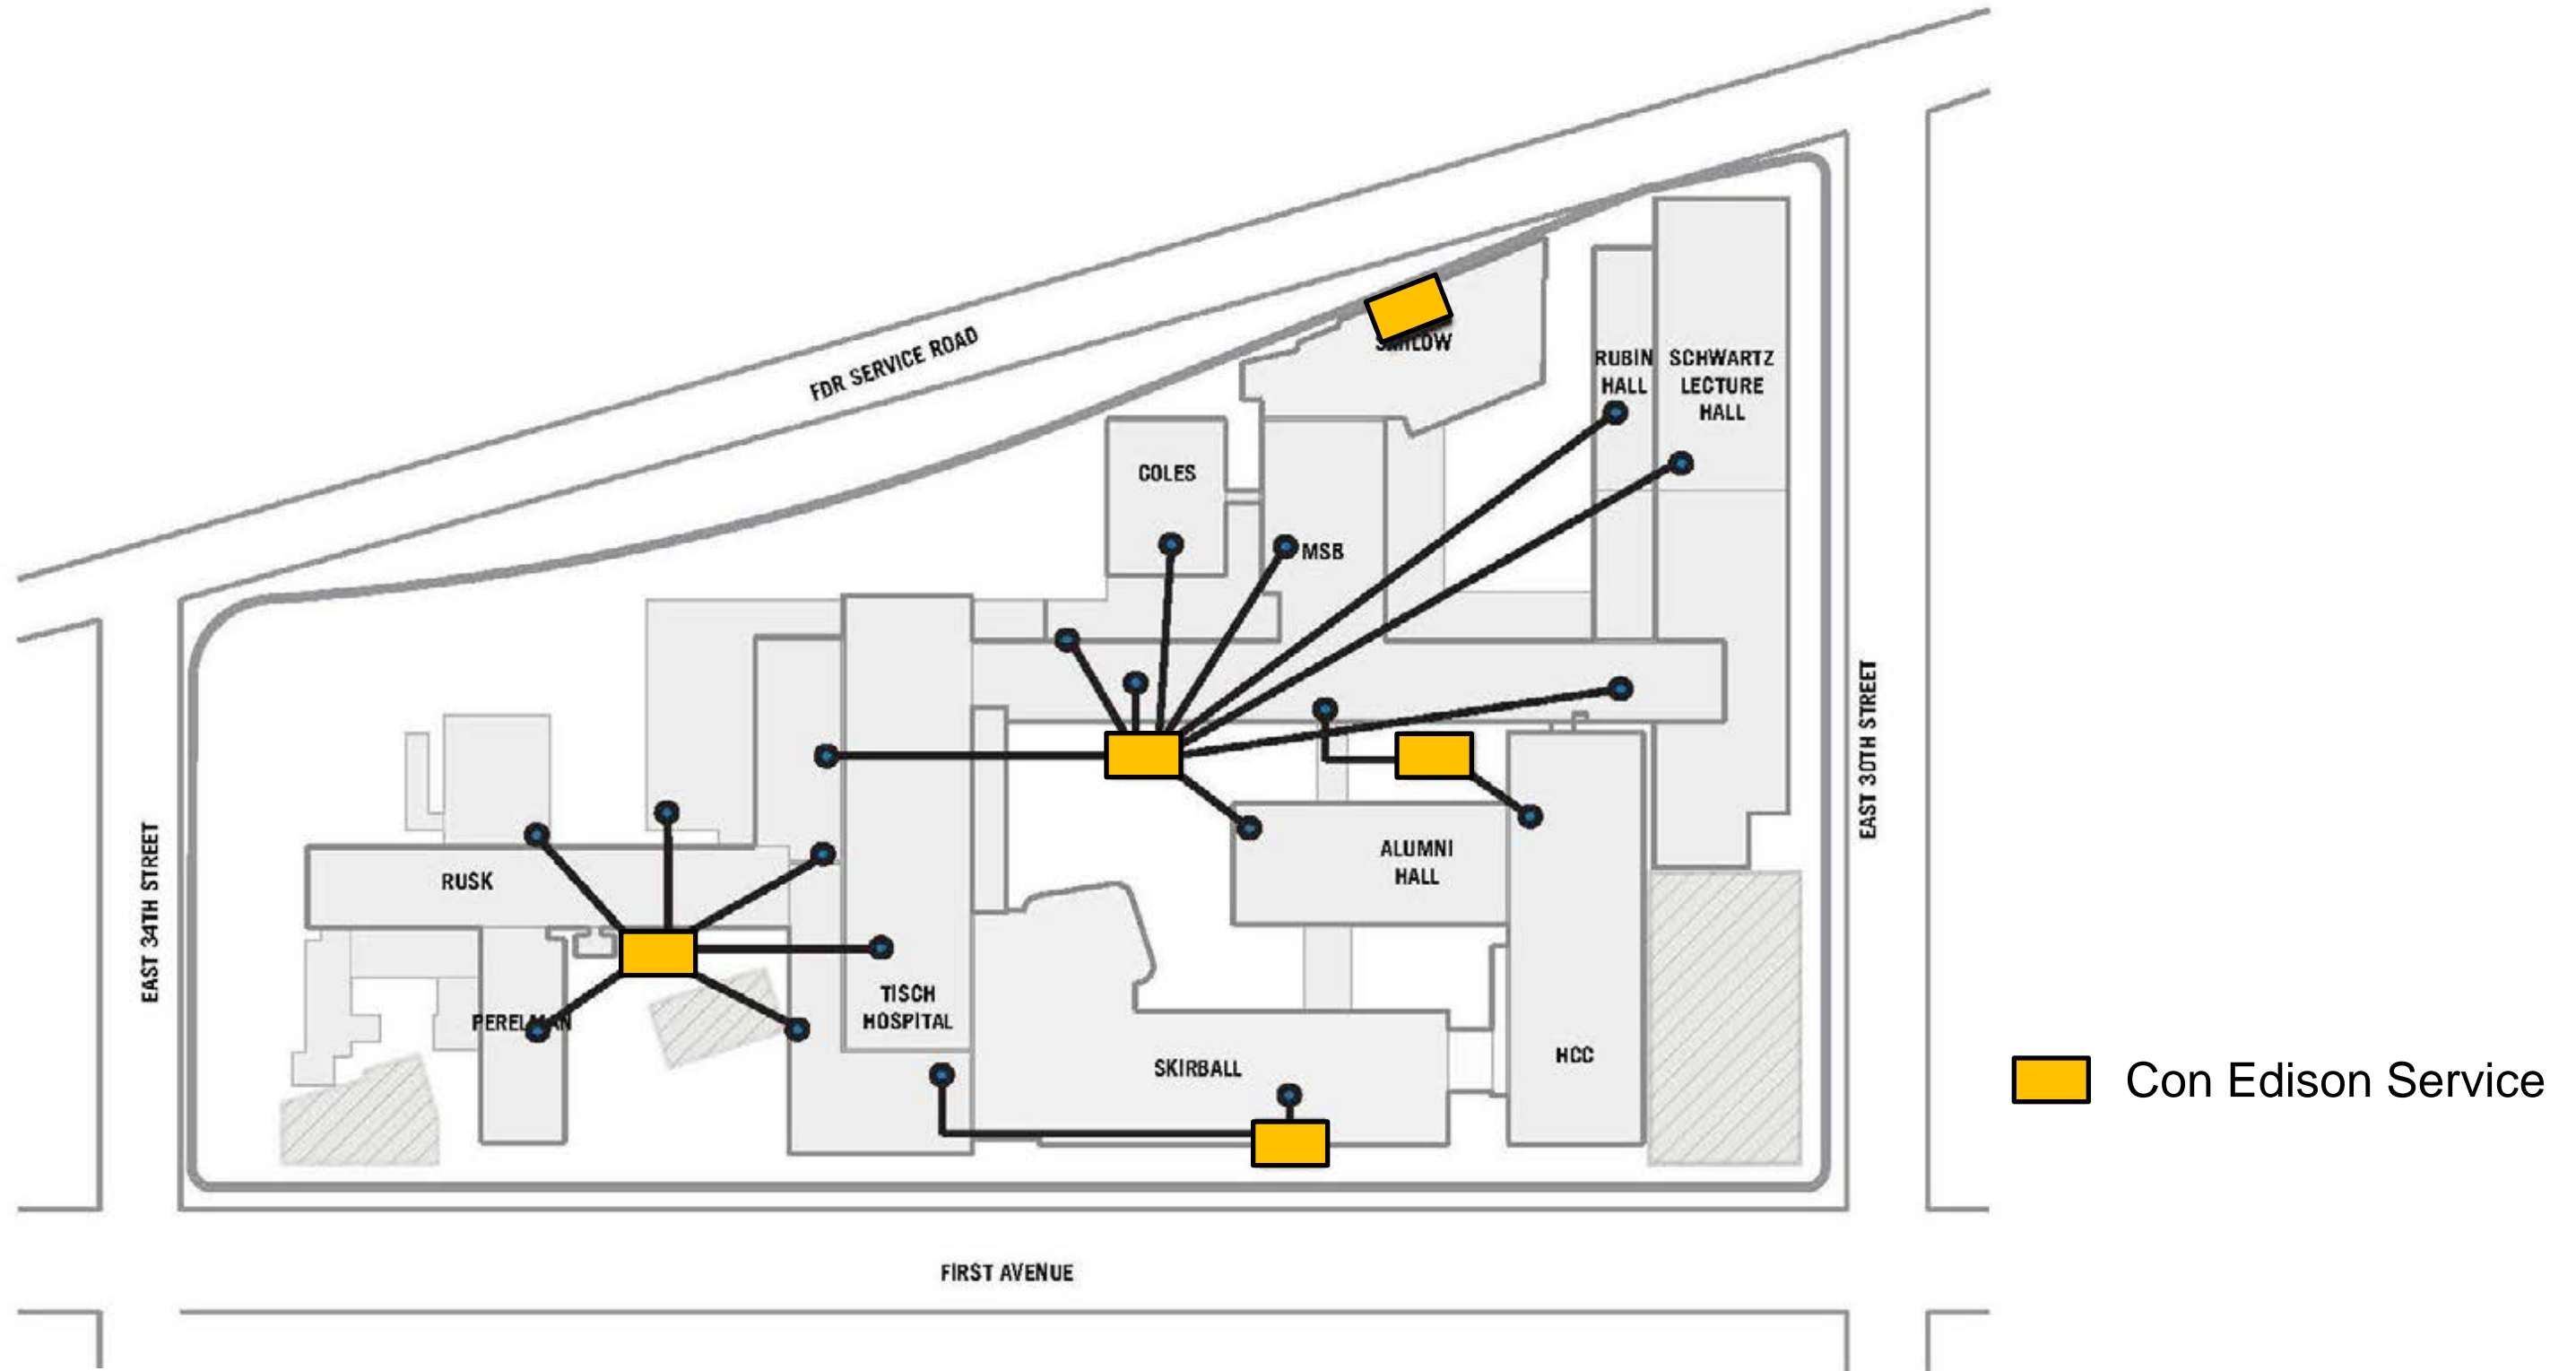 FDR SERVICE ROAD
RUBIN
HALL
SCHWARTZ
LECTURE
HALL
COLES
MSB
EAST 30TH STREET
EAST 34TH STREET
RUSK
ALUMNI
HALL
TISCH
HOSPITAL
PERELMAN
SKIRBALL
HCC
Con Edison Service
FIRST AVENUE